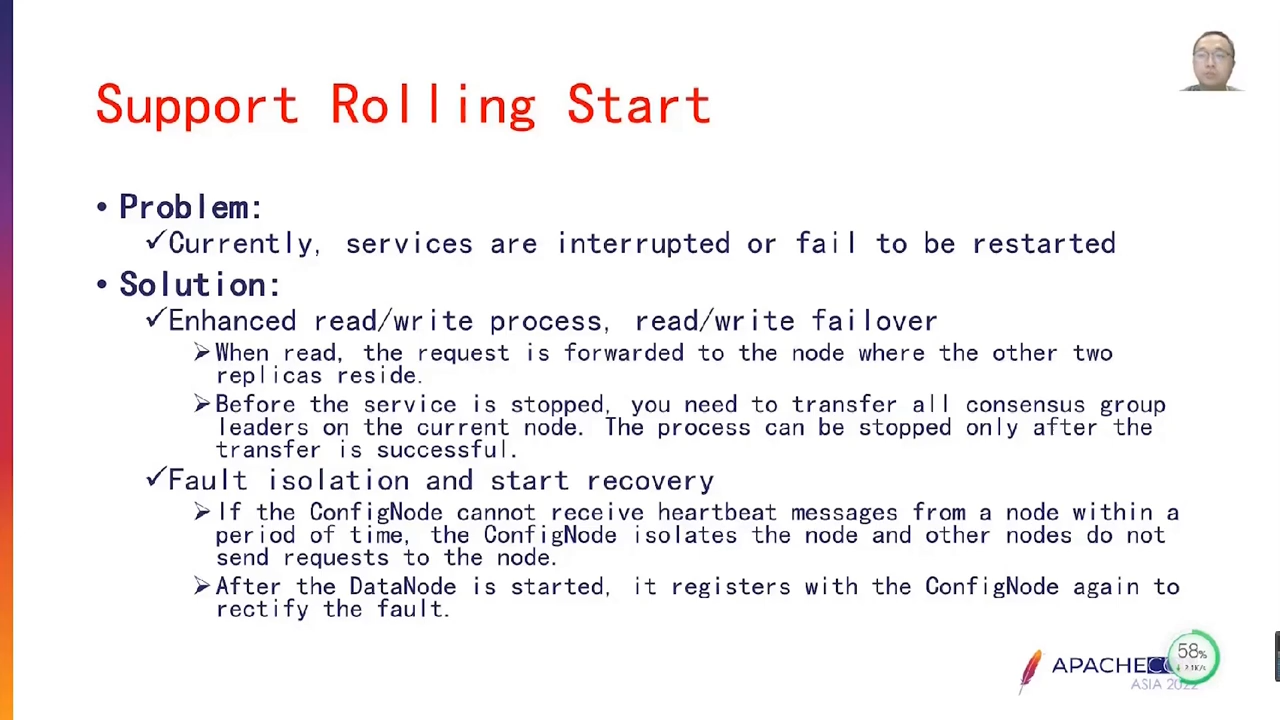 Support Rolling Start
• Problem:
✓Currently, services are interrupted or fail to be restarted
• Solution:
✓Enhanced read/write process, read/write failover
➢When read, the request is forwarded to the node where the other two
replicas reside.
➢Before the service is stopped, you need to transfer all consensus group
leaders on the current node. The process can be stopped only after the
transfer is successful.
✓Fault isolation and start recovery
➢If the ConfigNode cannot receive heartbeat messages from a node within a
period of time, the ConfigNode isolates the node and other nodes do not
send requests to the node.
➢After the DataNode is started, it registers with the ConfigNode again to
rectify the fault.
58%
2.1K/s
APACHE
ASIA 2022